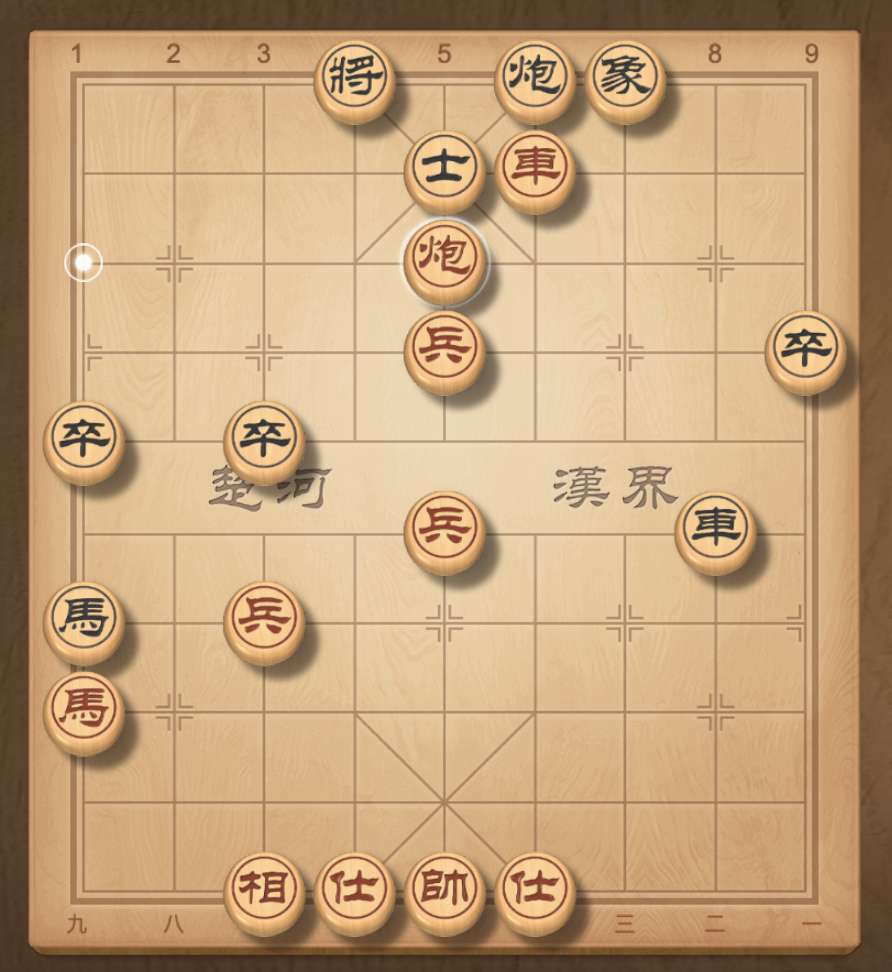 1 2 3 5 8 9
將 炮 象
士 車
炮
兵 卒
卒 卒
楚河 漢界
兵 車
馬 兵
馬
相 仕 帥 仕
九 八 三 二 一